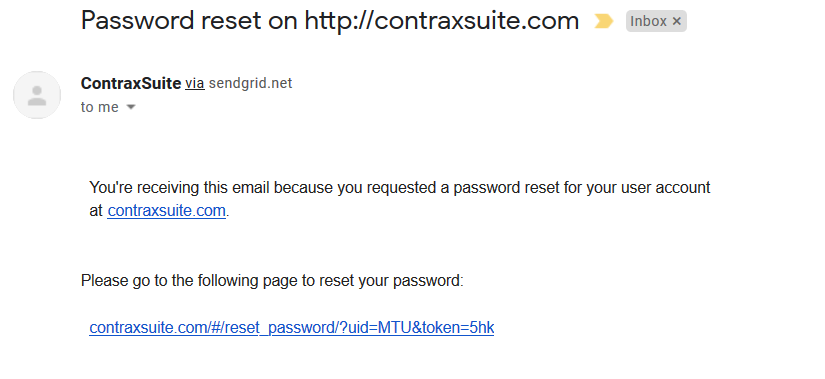 Password reset on http://contraxsuite.com Inbox ×
ContraxSuite via sendgrid.net
to me
You're receiving this email because you requested a password reset for your user account
at contraxsuite.com.
Please go to the following page to reset your password:
contraxsuite.com/#/reset_password/?uid=MTU&token=5hk